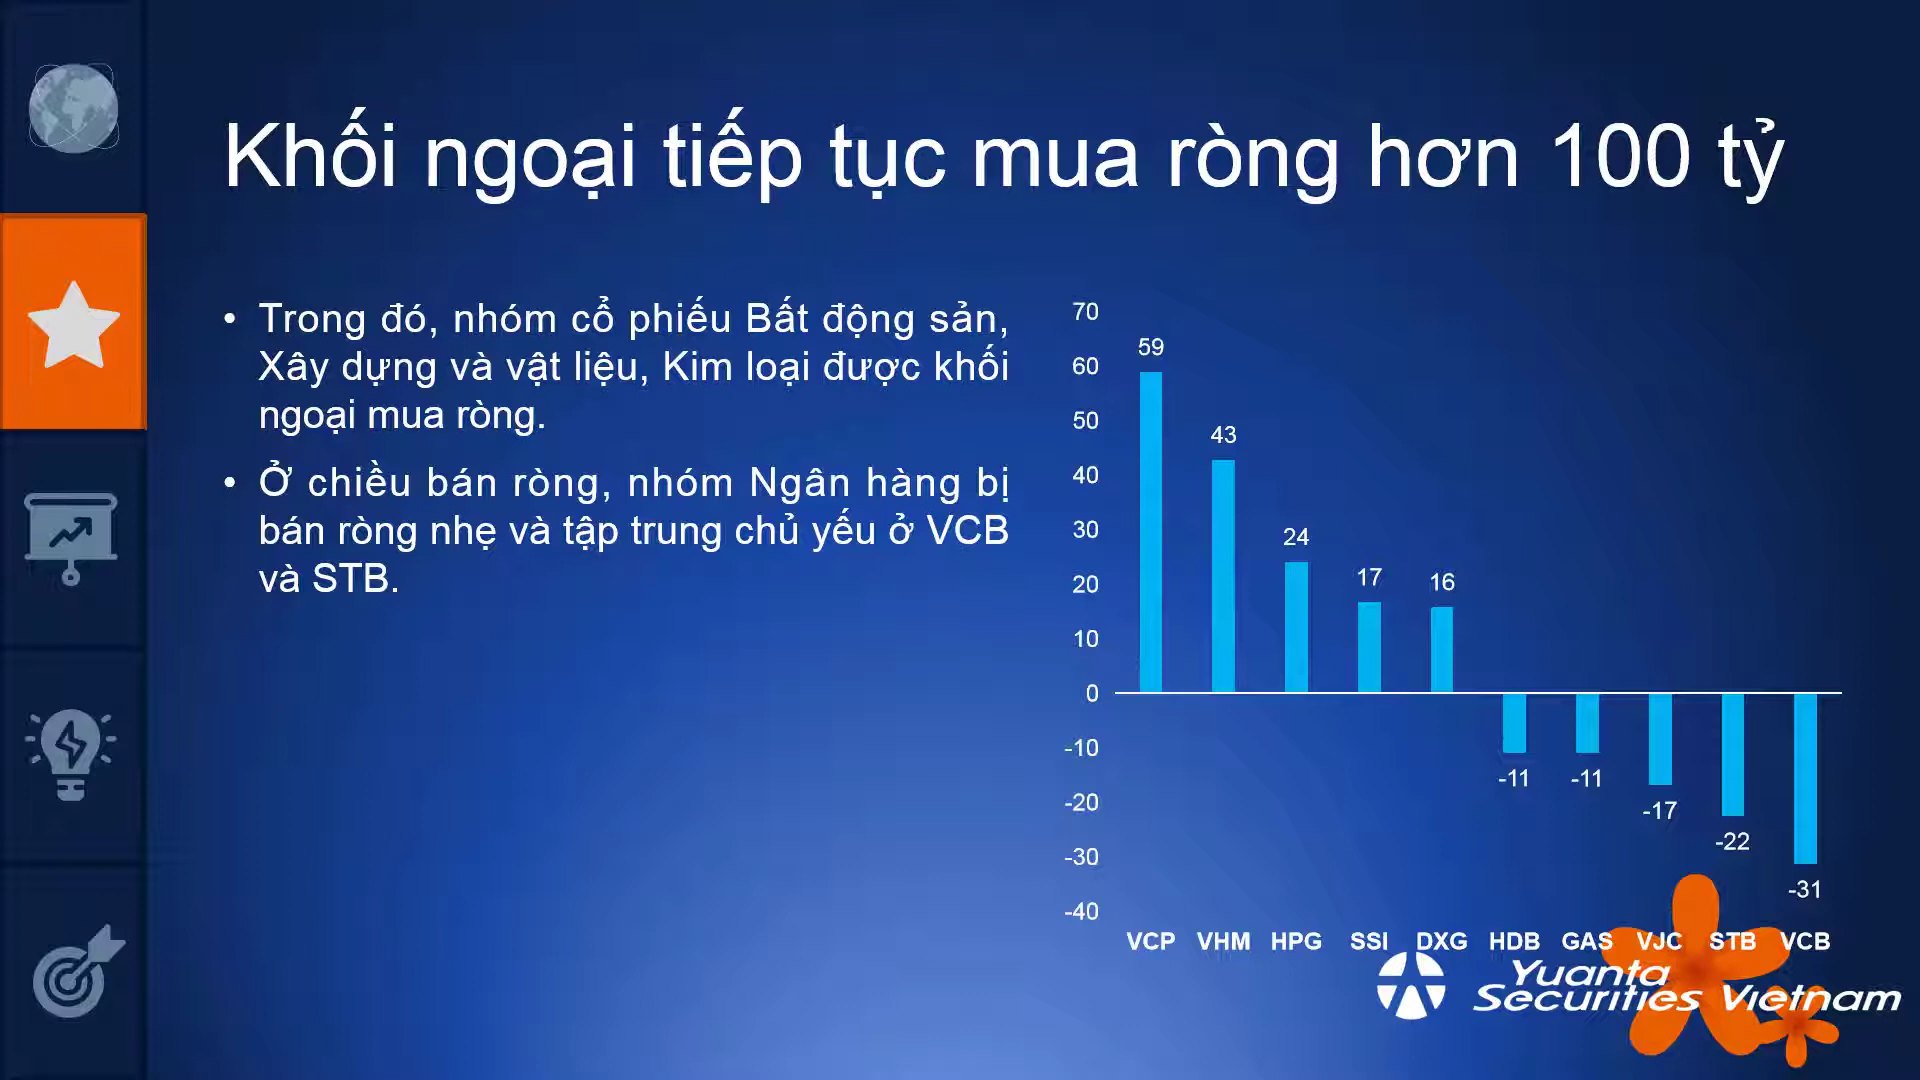 Khối ngoại tiếp tục mua ròng hơn 100 tỷ
• Trong đó, nhóm cổ phiếu Bất động sản,
Xây dựng và vật liệu, Kim loại được khối
ngoại mua ròng.
• Ở chiều bán ròng, nhóm Ngân hàng bị
bán ròng nhẹ và tập trung chủ yếu ở VCB
và STB.
70
60
50
40
30
20
10
0
-10
-20
-30
-40
59
43
24
17
16
-11
-11
-17
-22
-31
VCP VHM HPG SSI DXG HDB GAS VJC STB VCB
Yuanta
Securities Vietnam